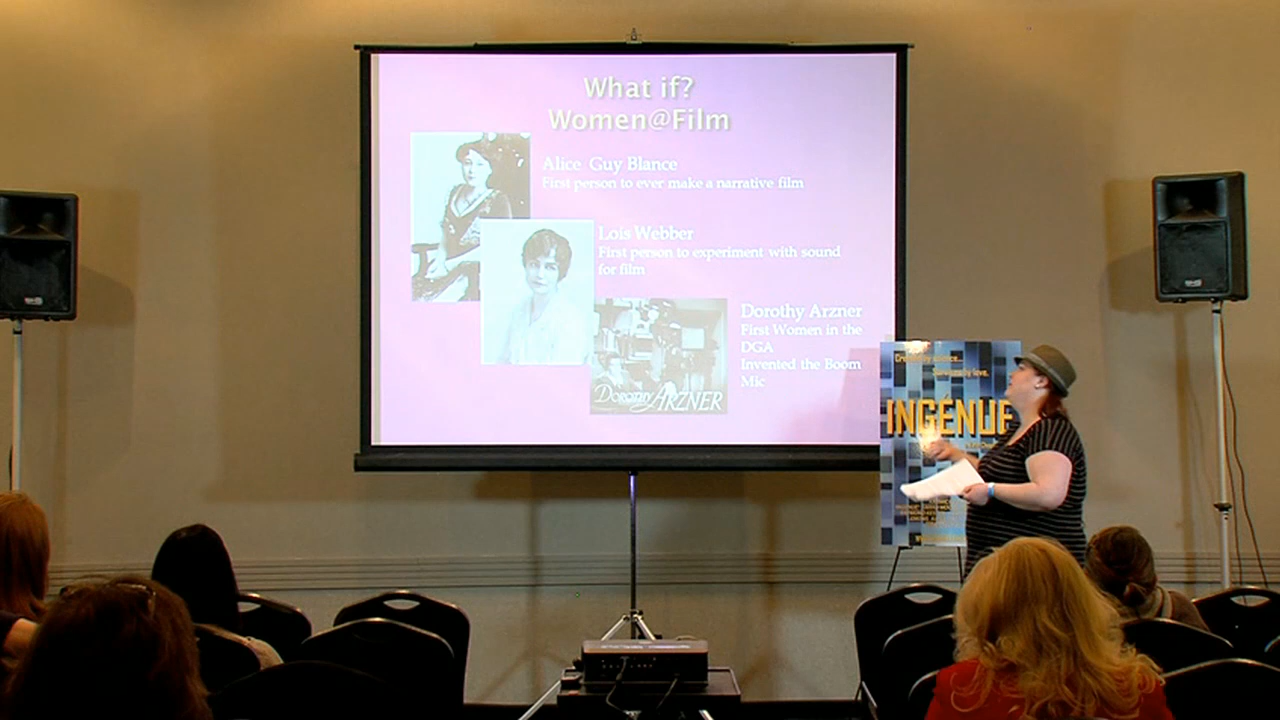 What if?
Women@Film
Alice Guy Blance
First person to ever make a narrative film
Lois Webber
First person to experiment with sound
for film
Dorothy Arzner
First Women in the
DGA
Invented the Boom
Mic
DOROTHY ARZNER
INGÉNUE